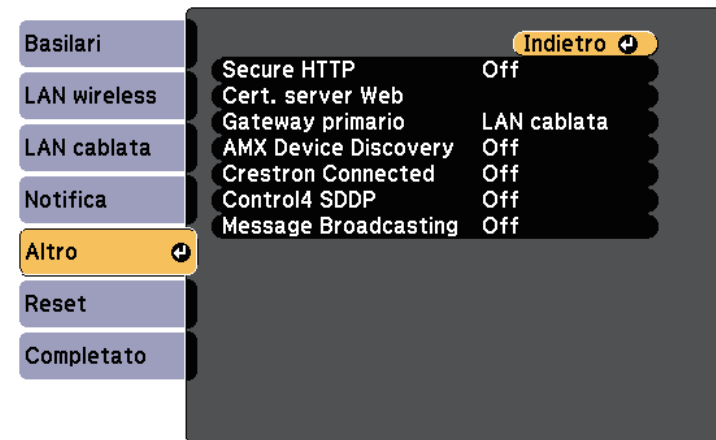 Basilari
LAN wireless
LAN cablata
Notifica
Altro
Reset
Completato
Indietro
Secure HTTP Off
Cert. server Web
Gateway primario LAN cablata
AMX Device Discovery Off
Crestron Connected Off
Control4 SDDP Off
Message Broadcasting Off